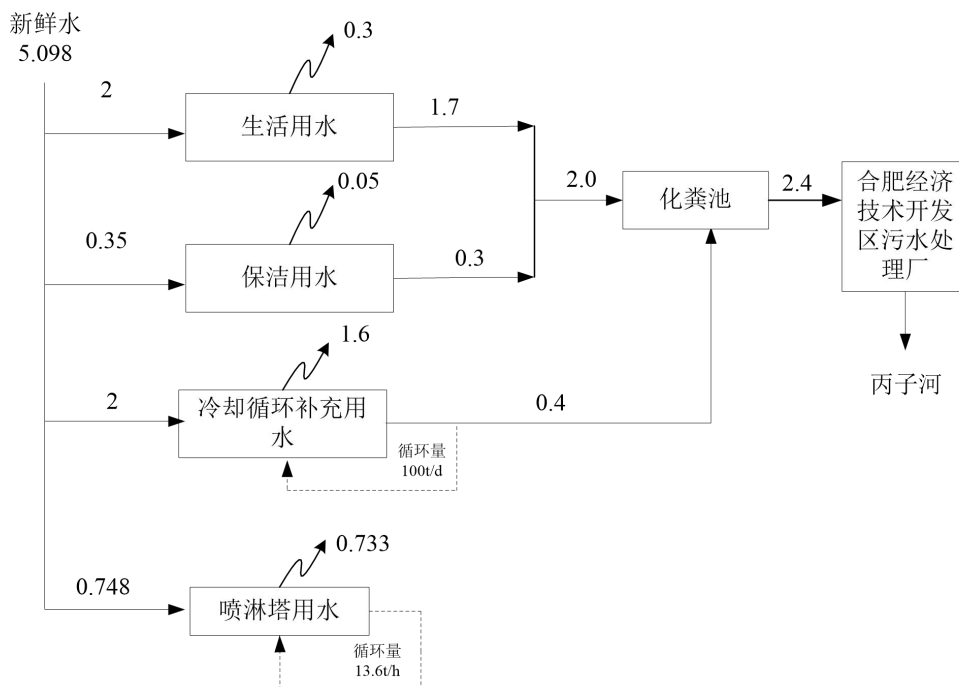 新鲜水
5.098
0.3
2
生活用水
1.7
0.05
0.35
保洁用水
0.3
2.0
化粪池
2.4
合肥经济
技术开发
区污水处
理厂
丙子河
1.6
2
冷却循环补充用
水
0.4
循环量
100t/d
0.733
0.748
喷淋塔用水
循环量
13.6t/h